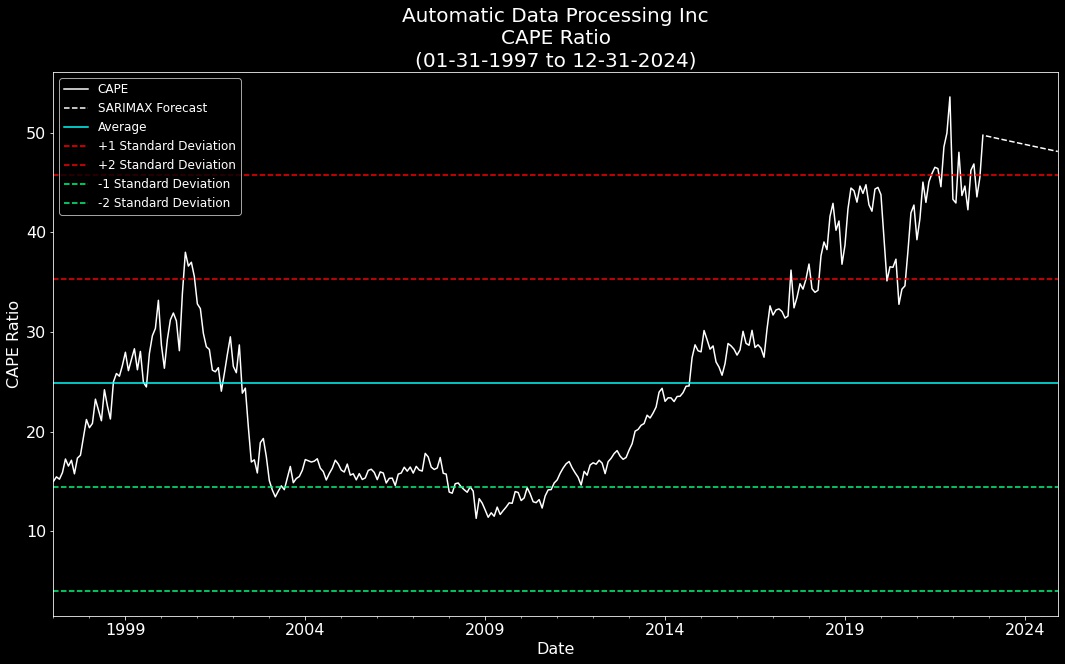 Automatic Data Processing Inc
CAPE Ratio
(01-31-1997 to 12-31-2024)
CAPE
SARIMAX Forecast
Average
+1 Standard Deviation
+2 Standard Deviation
-1 Standard Deviation
-2 Standard Deviation
CAPE Ratio
50
40
30
20
10
1999 2004 2009 2014 2019 2024
Date